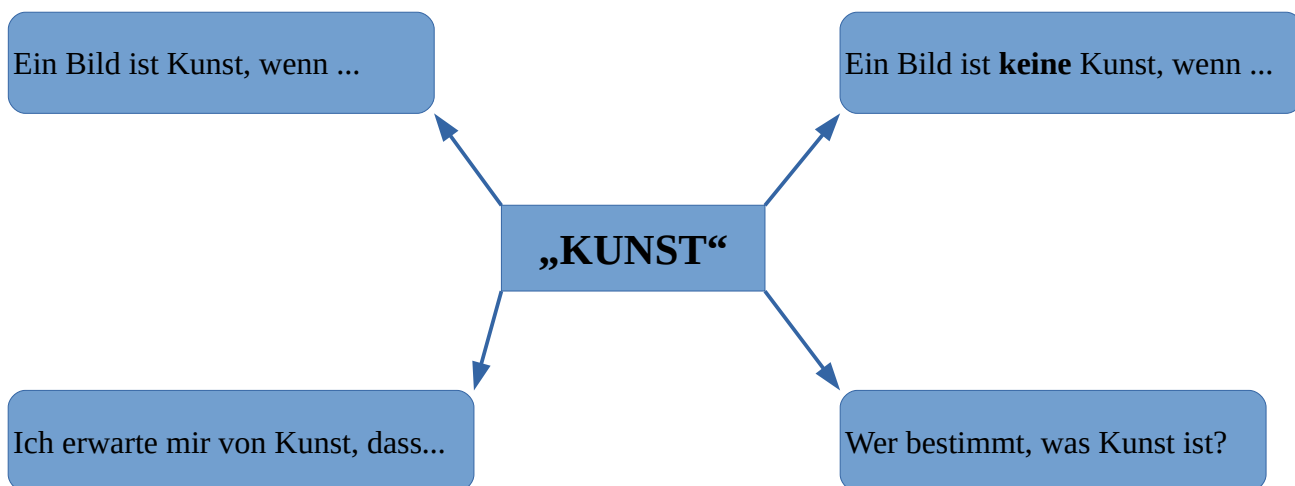 Ein Bild ist Kunst, wenn ...
Ein Bild ist keine Kunst, wenn ...
„KUNST“
Ich erwarte mir von Kunst, dass...
Wer bestimmt, was Kunst ist?